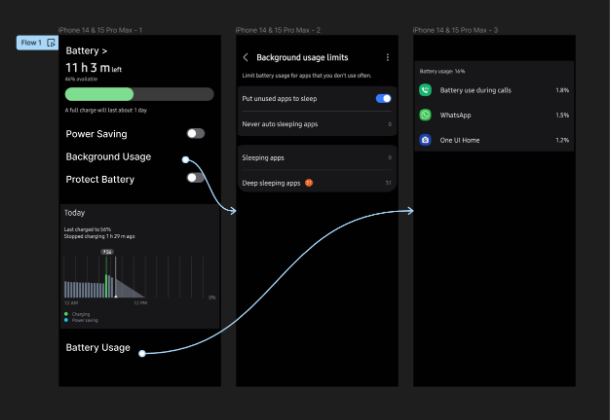 iPhone 14 & 15 Pro Max - 1
Flow 1
Battery >
11 h 3 m left
46% available
A full charge will last about 1 day
Power Saving
Background Usage
Protect Battery
Today
Last charged to 56%
Stopped charging 1 h 29 m ago
0%
12 AM
12 PM
Charging
Power saving
Battery Usage
iPhone 14 & 15 Pro Max - 2
Background usage limits
Limit battery usage for apps that you don't use often.
Put unused apps to sleep
Never auto sleeping apps
Sleeping apps
Deep sleeping apps
iPhone 14 & 15 Pro Max - 3
Battery usage: 16%
Battery use during calls 1.8%
WhatsApp 1.5%
One UI Home 1.2%